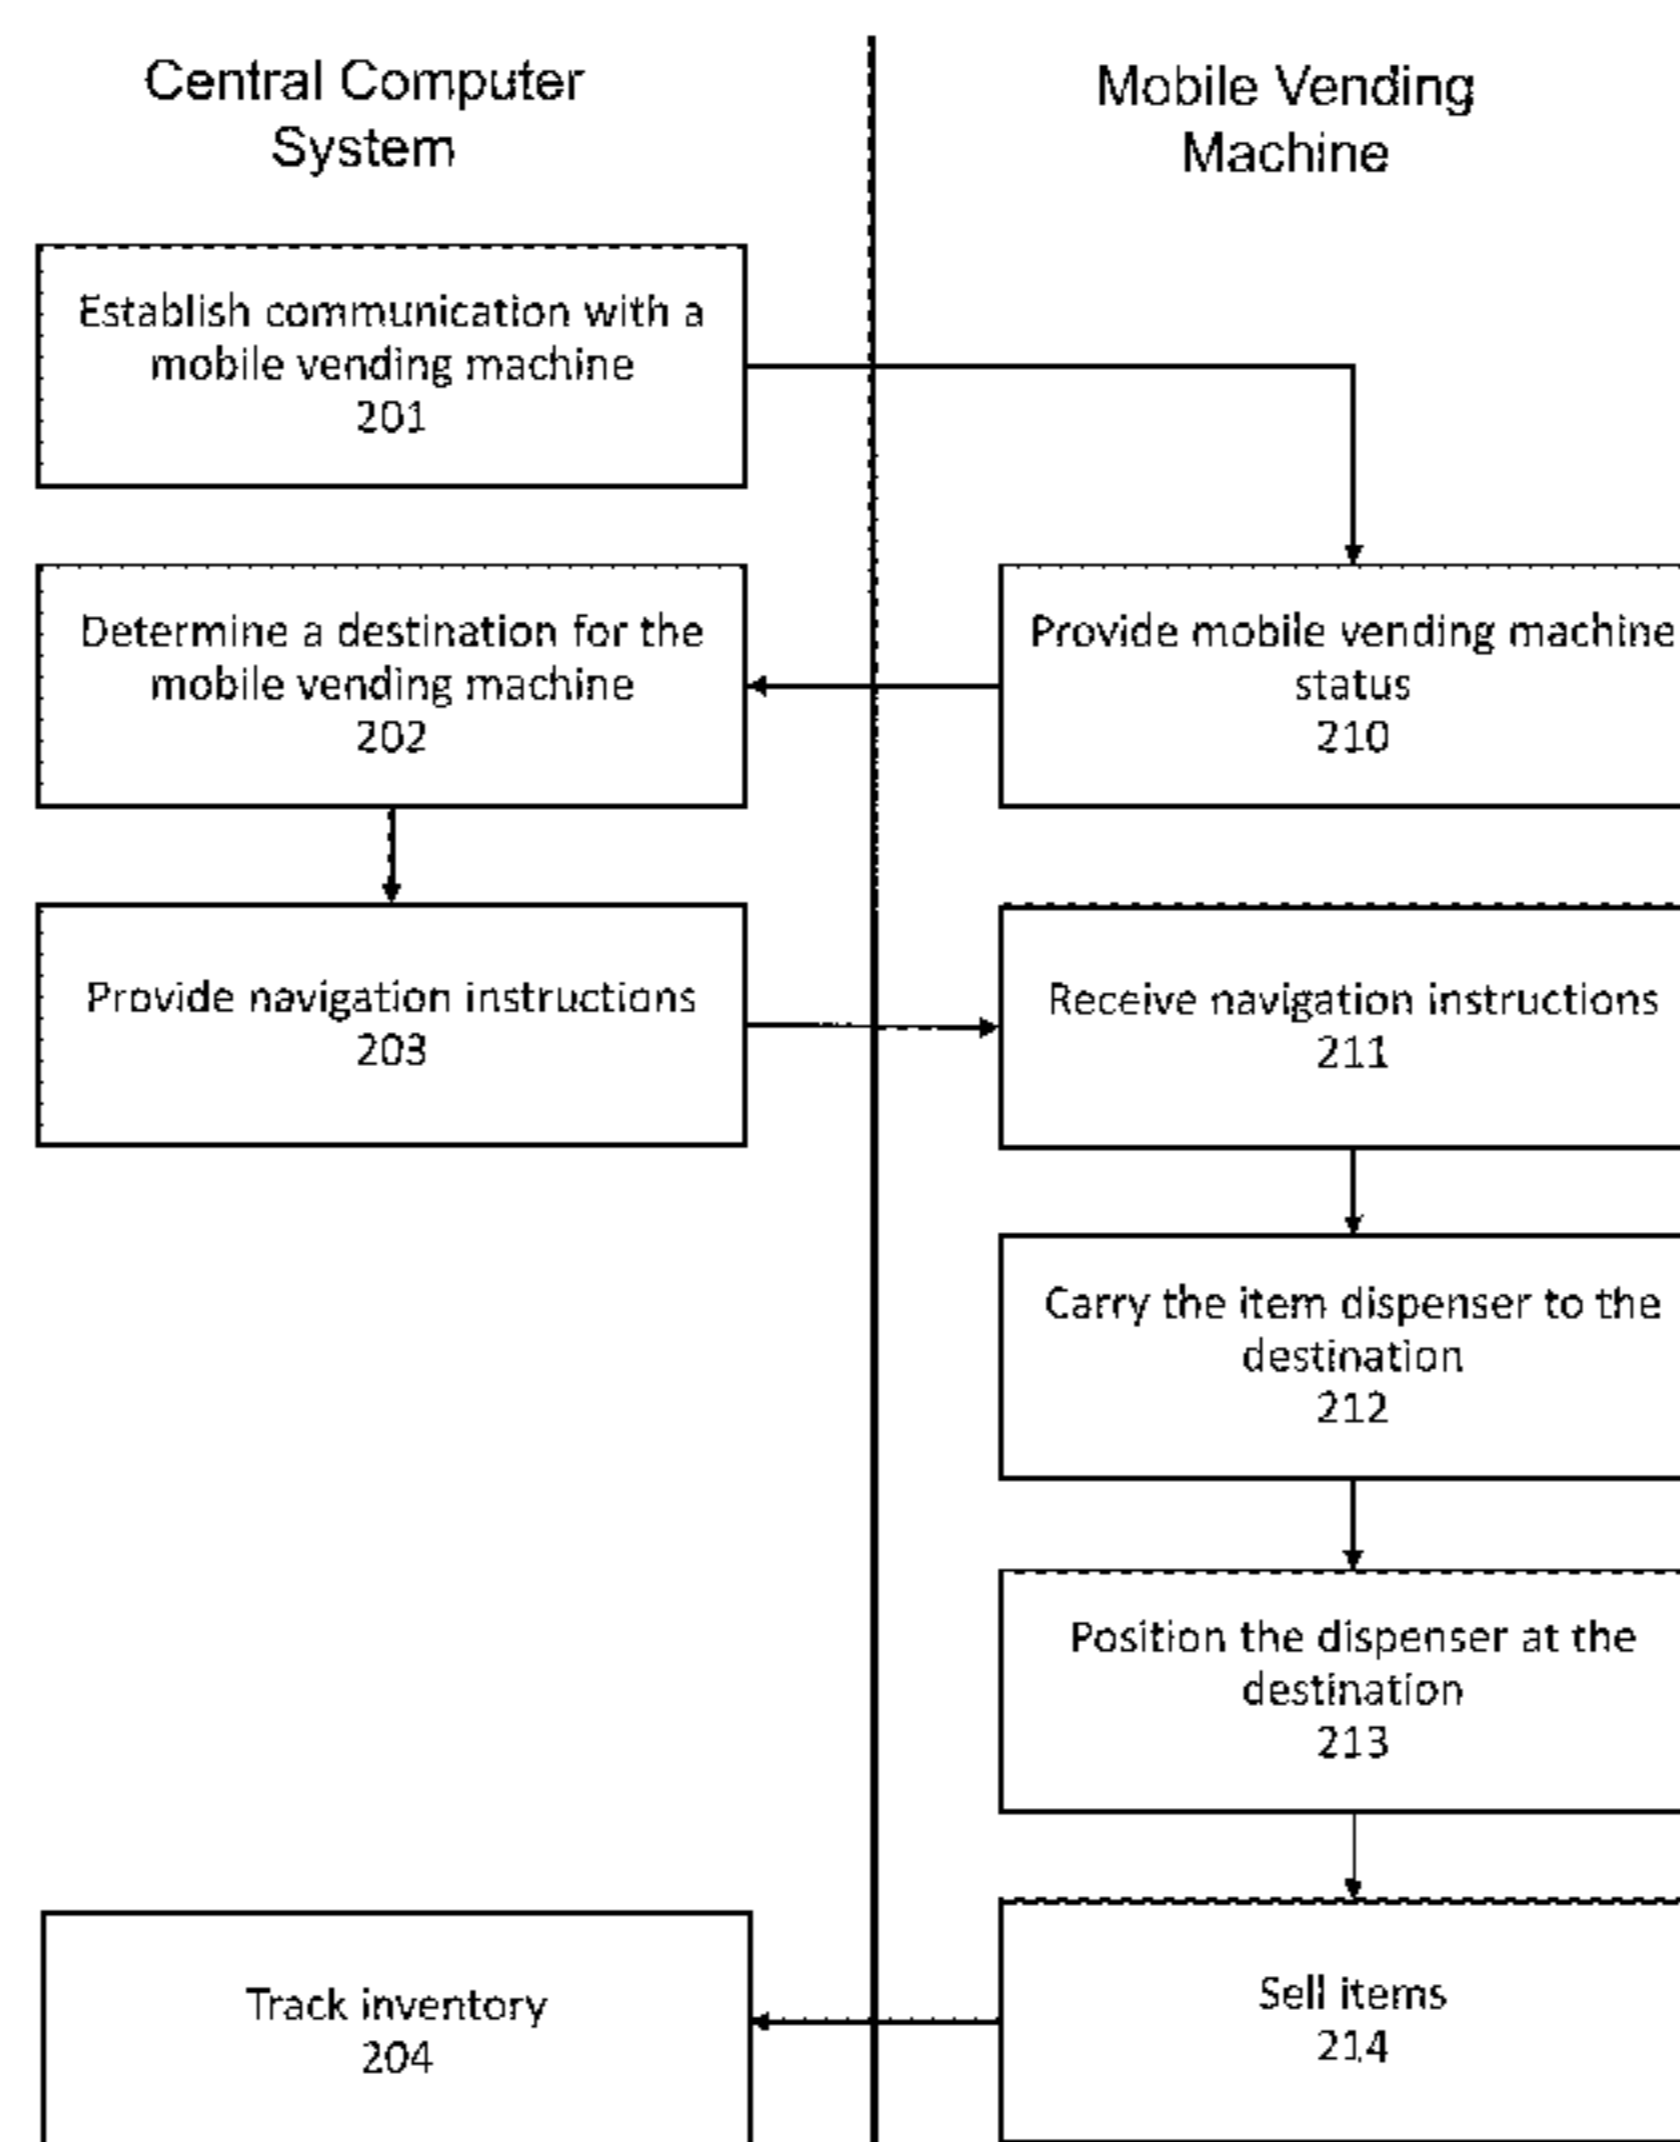 Central Computer
System
Mobile Vending
Machine
Establish communication with a
mobile vending machine
201
Determine a destination for the
mobile vending machine
202
Provide mobile vending machine
status
210
Provide navigation instructions
203
Receive navigation instructions
211
Carry the item dispenser to the
destination
212
Position the dispenser at the
destination
213
Track inventory
204
Sell items
214